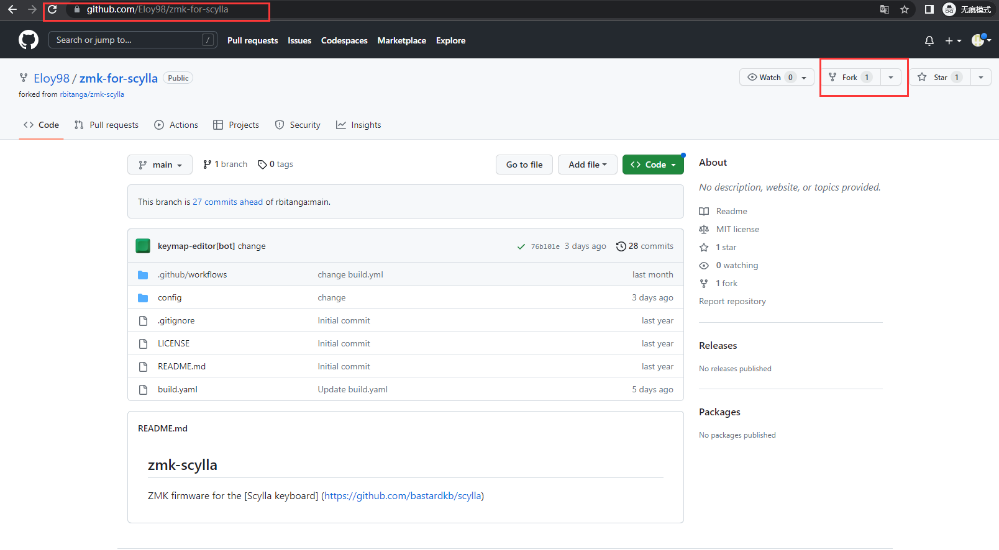 github.com/Eloy98/zmk-for-scylla
无痕模式
Search or jump to... /
Pull requests Issues Codespaces Marketplace Explore
Eloy98 / zmk-for-scylla Public
Watch 0 Fork 1 Star 1
forked from rbitanga/zmk-scylla
Code Pull requests Actions Projects Security Insights
main 1 branch 0 tags
Go to file Add file Code
This branch is 27 commits ahead of rbitanga:main.
keymap-editor[bot] change 76b101e 3 days ago 28 commits
.github/workflows change build.yml last month
config change 3 days ago
.gitignore Initial commit last year
LICENSE Initial commit last year
README.md Initial commit last year
build.yaml Update build.yaml 5 days ago
README.md
zmk-scylla
ZMK firmware for the [Scylla keyboard] (https://github.com/bastardkb/scylla)
About
No description, website, or topics provided.
Readme
MIT license
1 star
0 watching
1 fork
Report repository
Releases
No releases published
Packages
No packages published